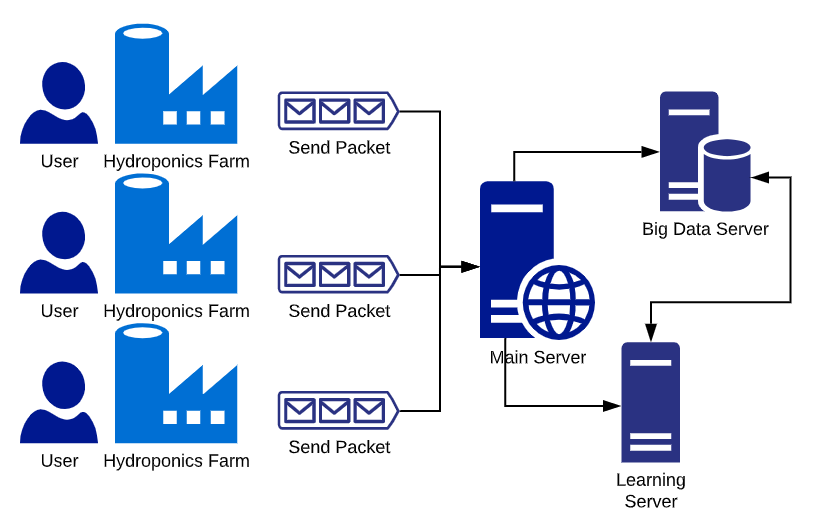 User
Hydroponics Farm
Send Packet
User
Hydroponics Farm
Send Packet
User
Hydroponics Farm
Send Packet
Main Server
Big Data Server
Learning
Server